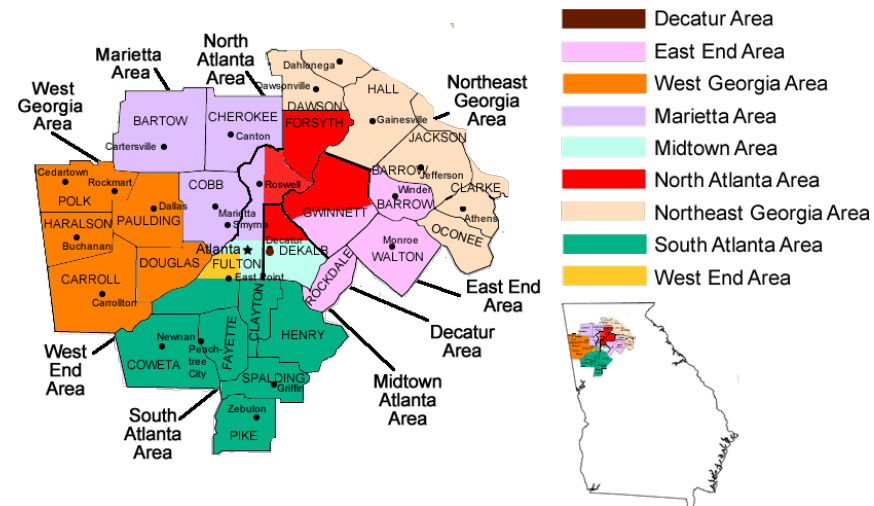 Marietta
Area
North
Atlanta
Area
West
Georgia
Area
Northeast
Georgia
Area
Dahlonega
Dawsonville
DAWSON
HALL
Gainesville
BARTOW
Cartersville
CHEROKEE
Canton
FORSYTH
JACKSON
Jefferson
BARROW
Winder
BARROW
CLARKE
Athens
OCONEE
Cedartown
Rockmart
POLK
HARALSON
Buchanan
PAULDING
Dallas
COBB
Marietta
Smyrna
Roswell
GWINNETT
Monroe
WALTON
Atlanta
Decatur
DEKALB
FULTON
East Point
DOUGLAS
CARROLL
Carrollton
ROCKDALE
CLAYTON
FAYETTE
HENRY
Newnan
COWETA
Peach-
tree
City
SPALDING
Griffin
Zebulon
PIKE
East End
Area
Decatur
Area
Midtown
Atlanta
Area
West
End
Area
South
Atlanta
Area
Decatur Area
East End Area
West Georgia Area
Marietta Area
Midtown Area
North Atlanta Area
Northeast Georgia Area
South Atlanta Area
West End Area